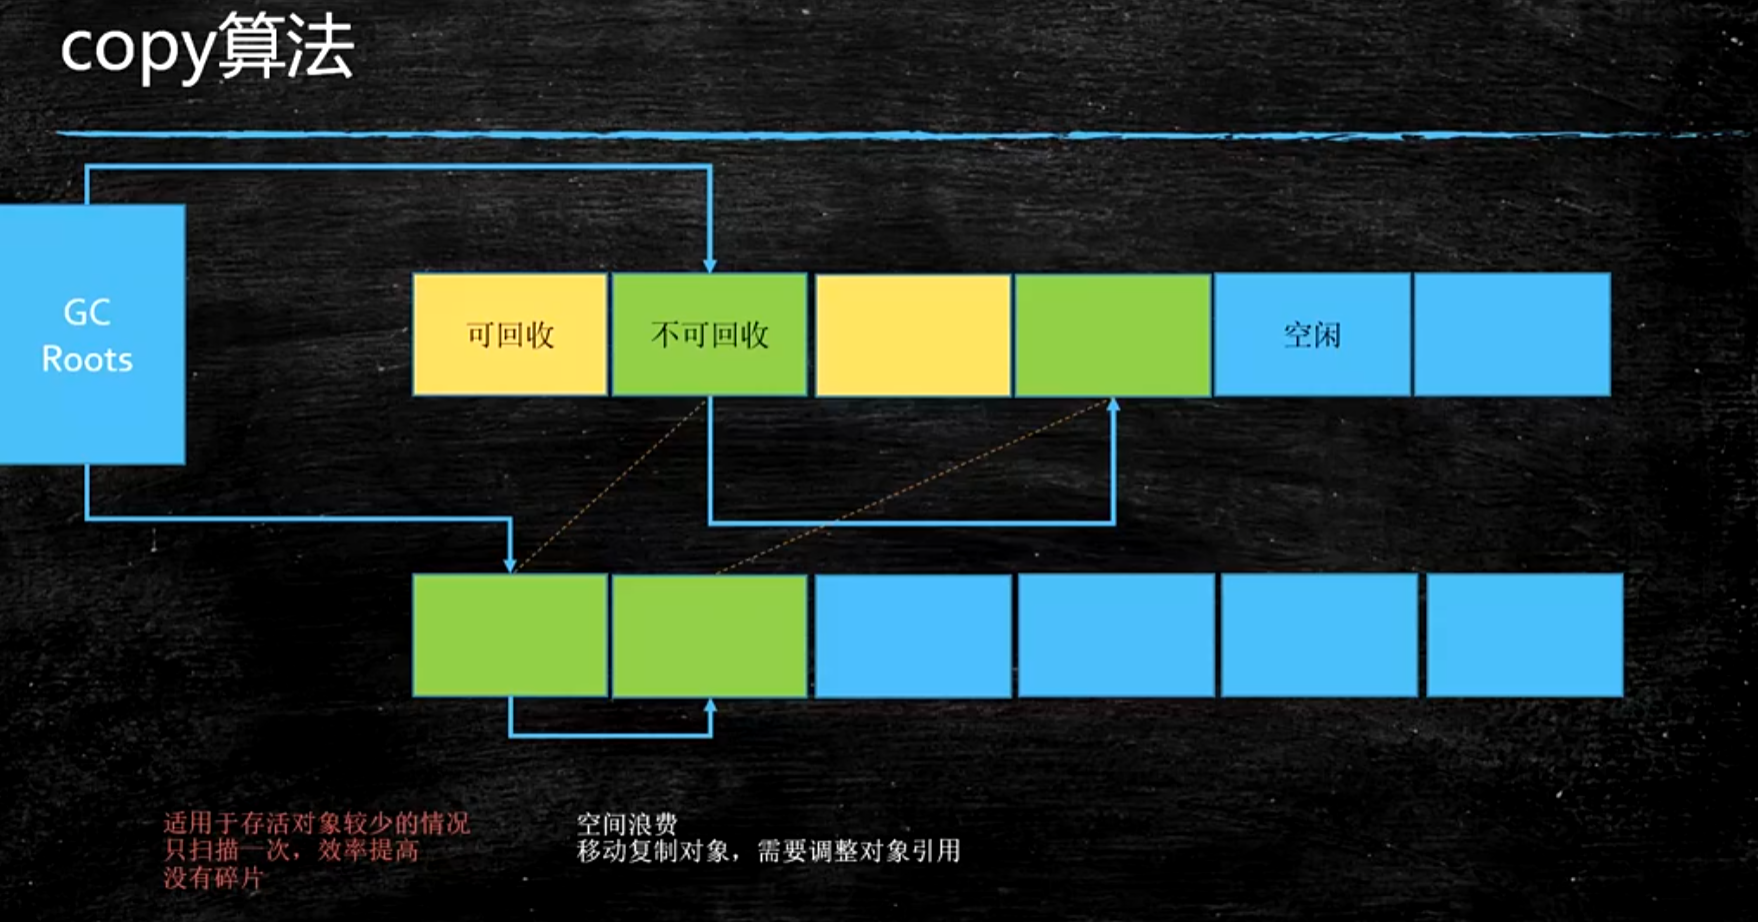 copy算法
GC
Roots
可回收
不可回收
空闲
适用于存活对象较少的情况
只扫描一次，效率提高
没有碎片
空间浪费
移动复制对象，需要调整对象引用